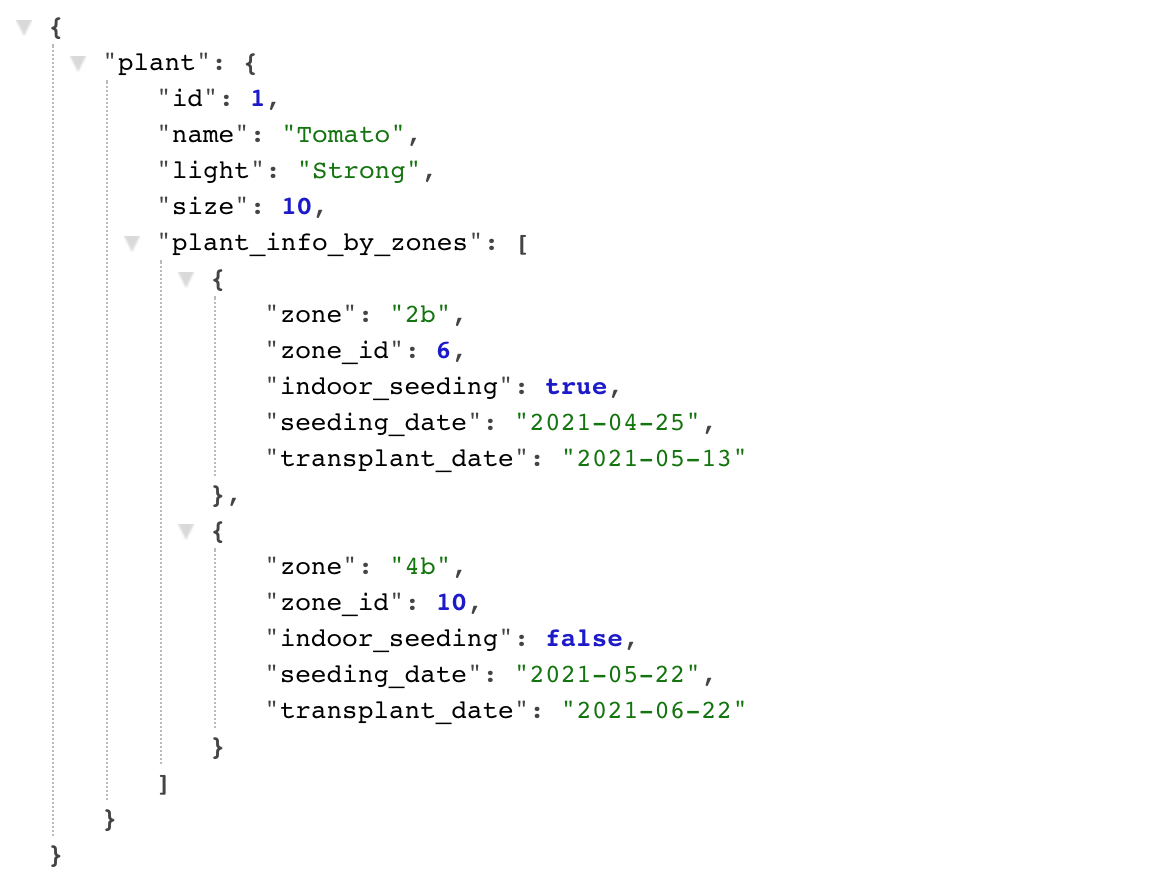 {
"plant": {
"id": 1,
"name": "Tomato",
"light": "Strong",
"size": 10,
"plant_info_by_zones": [
{
"zone": "2b",
"zone_id": 6,
"indoor_seeding": true,
"seeding_date": "2021-04-25",
"transplant_date": "2021-05-13"
},
{
"zone": "4b",
"zone_id": 10,
"indoor_seeding": false,
"seeding_date": "2021-05-22",
"transplant_date": "2021-06-22"
}
]
}
}